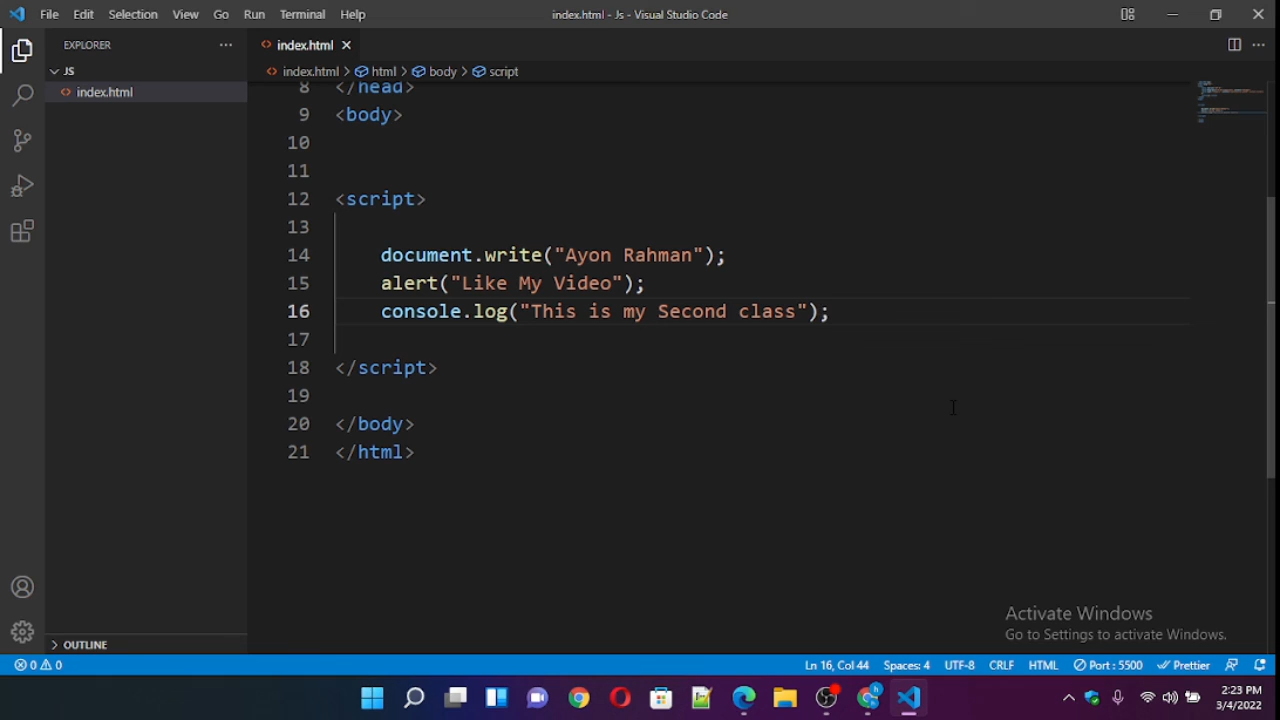 File Edit Selection View Go Run Terminal Help index.html - Js - Visual Studio Code
EXPLORER
JS
index.html
index.html
index.html > html > body > script
8 </head>
9 <body>
10
11
12 <script>
13
14 document.write("Ayon Rahman");
15 alert("Like My Video");
16 console.log("This is my Second class");
17
18 </script>
19
20 </body>
21 </html>
OUTLINE
Activate Windows
Go to Settings to activate Windows.
0 0 Ln 16, Col 44 Spaces: 4 UTF-8 CRLF HTML Port : 5500 Prettier
2:23 PM
3/4/2022